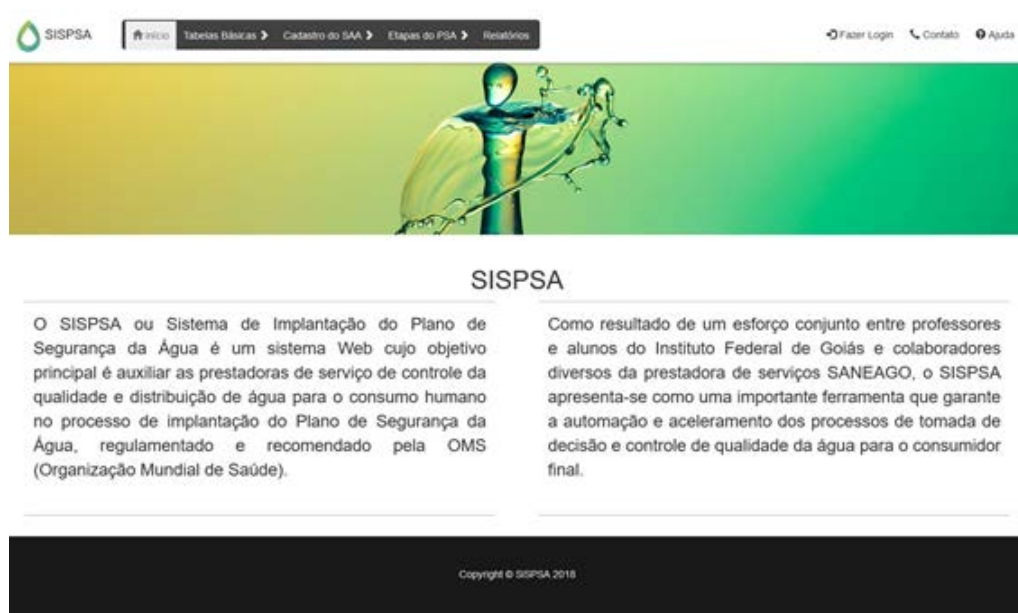 SISPSA
Início
Tabelas Básicas
Cadastro do SAA
Etapas do PSA
Relatórios
Fazer Login
Contato
Ajuda
SISPSA
O SISPSA ou Sistema de Implantação do Plano de
Segurança da Água é um sistema Web cujo objetivo
principal é auxiliar as prestadoras de serviço de controle da
qualidade e distribuição de água para o consumo humano
no processo de implantação do Plano de Segurança da
Água, regulamentado e recomendado pela OMS
(Organização Mundial de Saúde).
Como resultado de um esforço conjunto entre professores
e alunos do Instituto Federal de Goiás e colaboradores
diversos da prestadora de serviços SANEAGO, o SISPSA
apresenta-se como uma importante ferramenta que garante
a automação e aceleramento dos processos de tomada de
decisão e controle de qualidade da água para o consumidor
final.
Copyright © SISPSA 2018